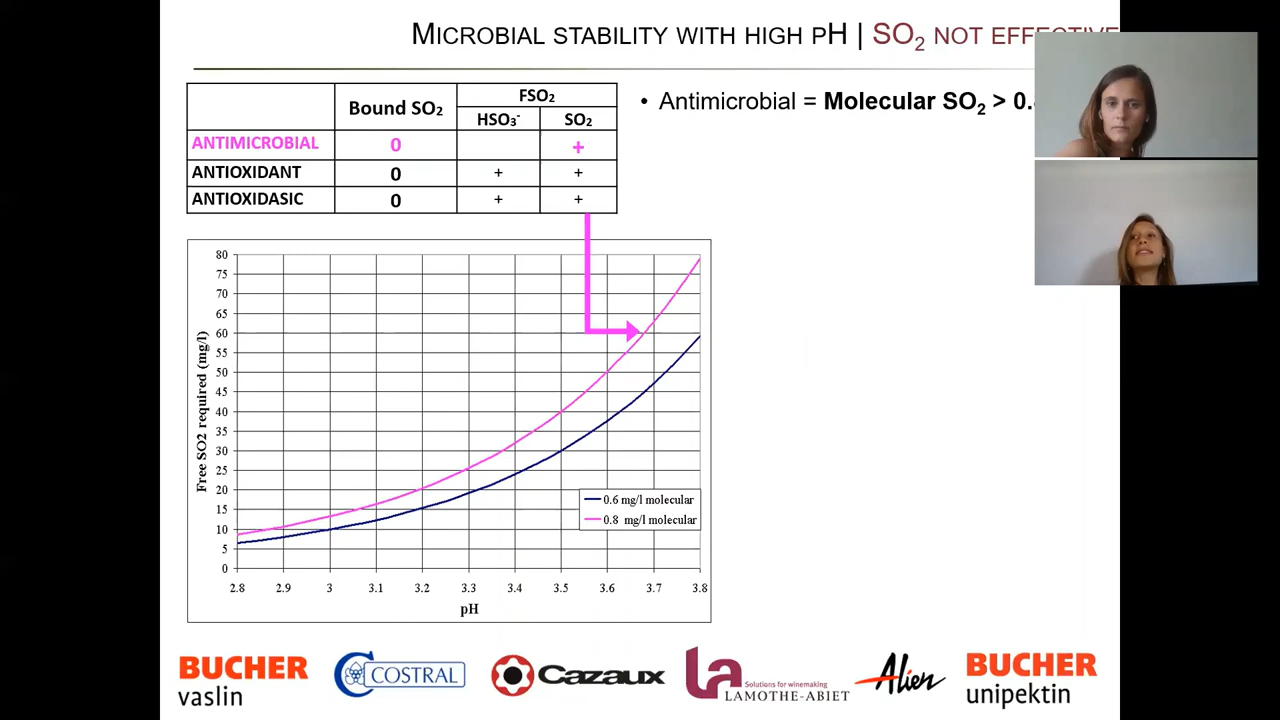 MICROBIAL STABILITY WITH HIGH PH | SO2 NOT EFFECTIVE
Bound SO2
FSO2
HSO3-
SO2
ANTIMICROBIAL 0 +
ANTIOXIDANT 0 + +
ANTIOXIDASIC 0 + +
• Antimicrobial = Molecular SO2 > 0.
Free SO2 required (mg/l)
80
75
70
65
60
55
50
45
40
35
30
25
20
15
10
5
0
2.8 2.9 3 3.1 3.2 3.3 3.4 3.5 3.6 3.7 3.8
pH
0.6 mg/l molecular
0.8 mg/l molecular
BUCHER
vaslin
COSTRAL
Cazaux
La
Solutions for winemaking
LAMOTHE-ABIET
Alien
BUCHER
unipektin